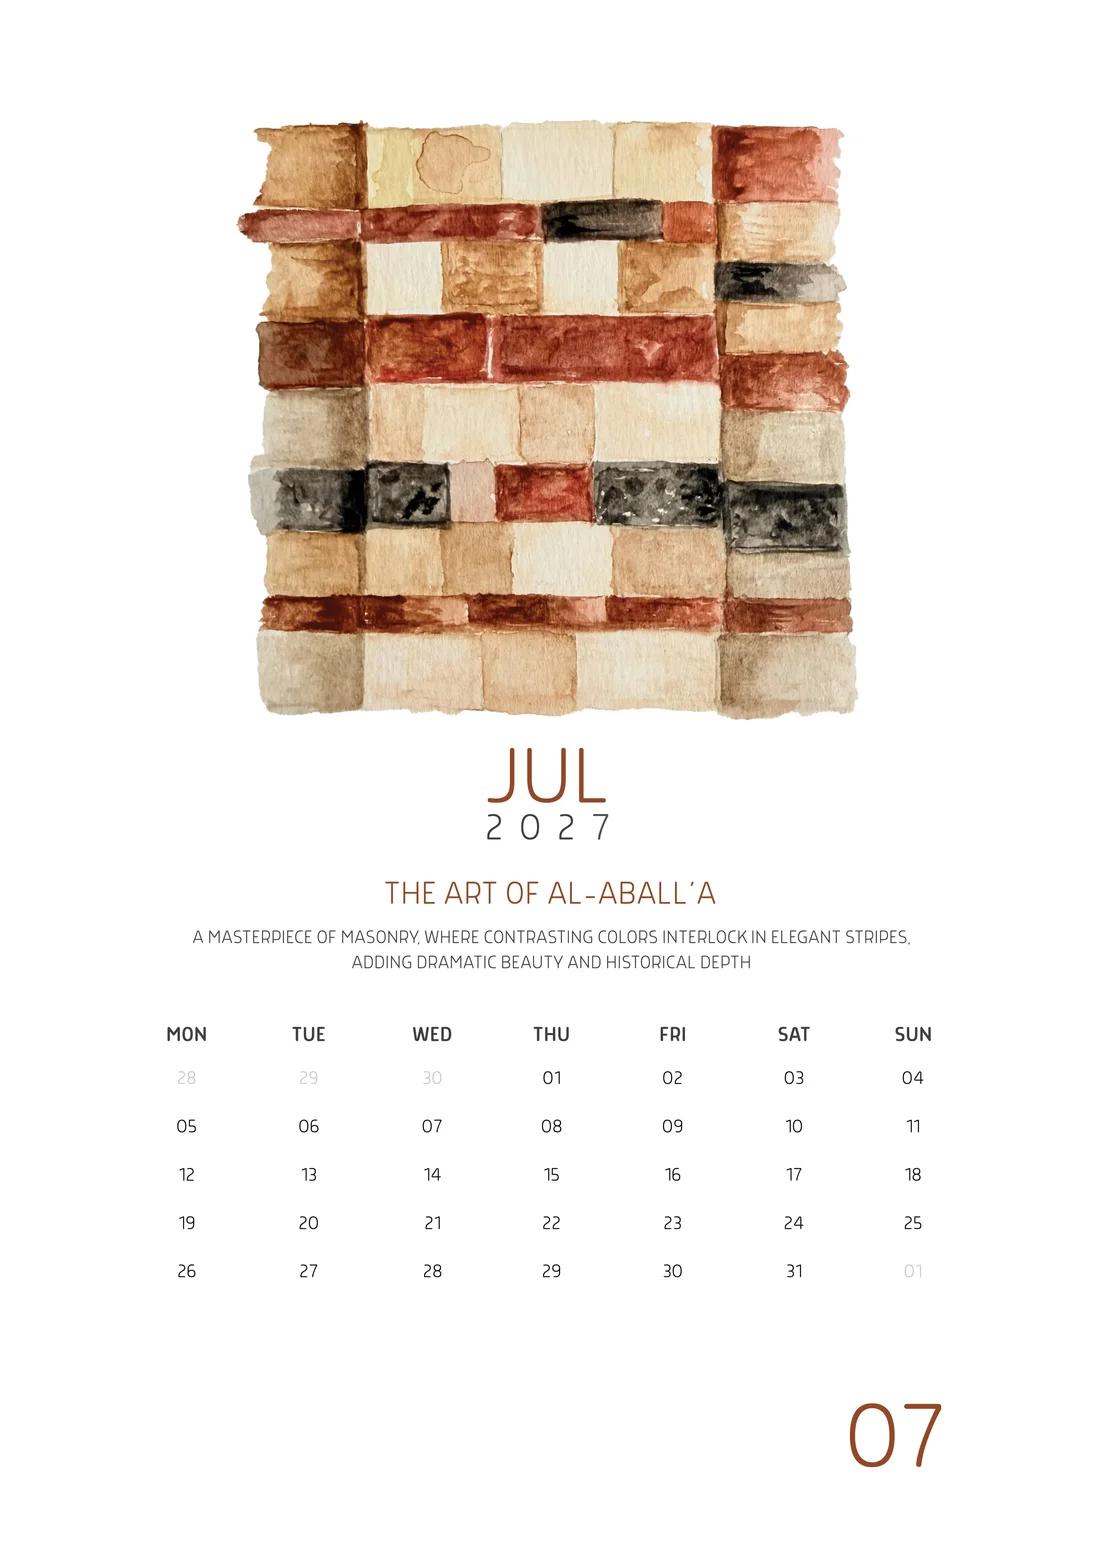 JUL
2027
THE ART OF AL-ABALL'A
A MASTERPIECE OF MASONRY, WHERE CONTRASTING COLORS INTERLOCK IN ELEGANT STRIPES,
ADDING DRAMATIC BEAUTY AND HISTORICAL DEPTH
MON TUE WED THU FRI SAT SUN
28 29 30 01 02 03 04
05 06 07 08 09 10 11
12 13 14 15 16 17 18
19 20 21 22 23 24 25
26 27 28 29 30 31 01
07